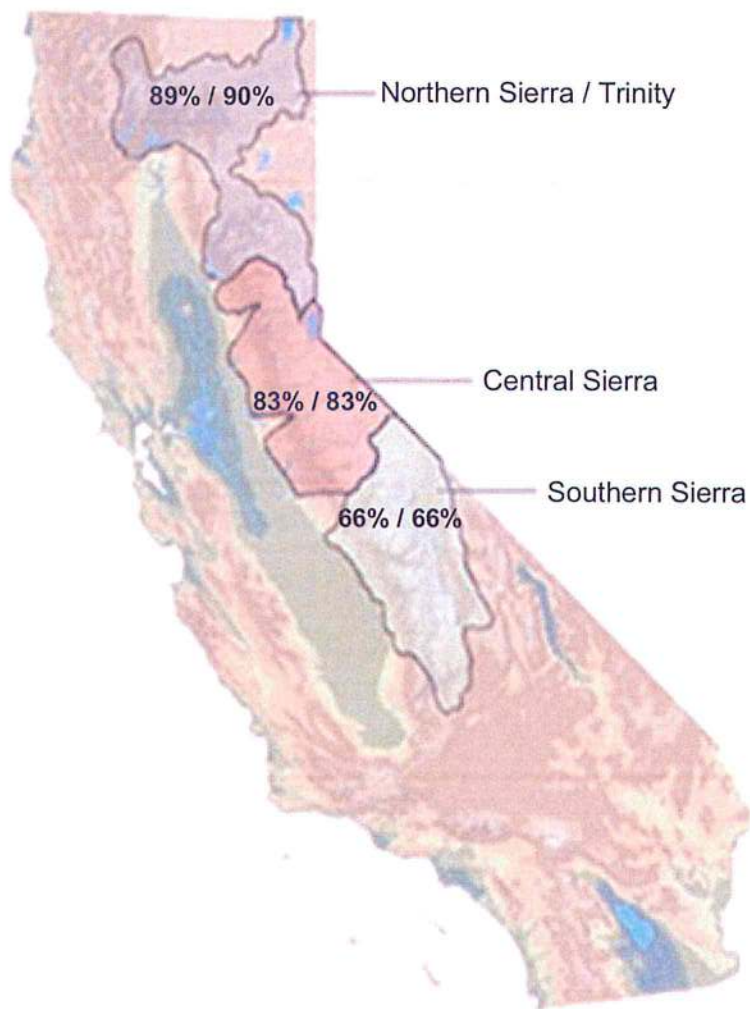 89% / 90%
Northern Sierra / Trinity
83% / 83%
Central Sierra
66% / 66%
Southern Sierra